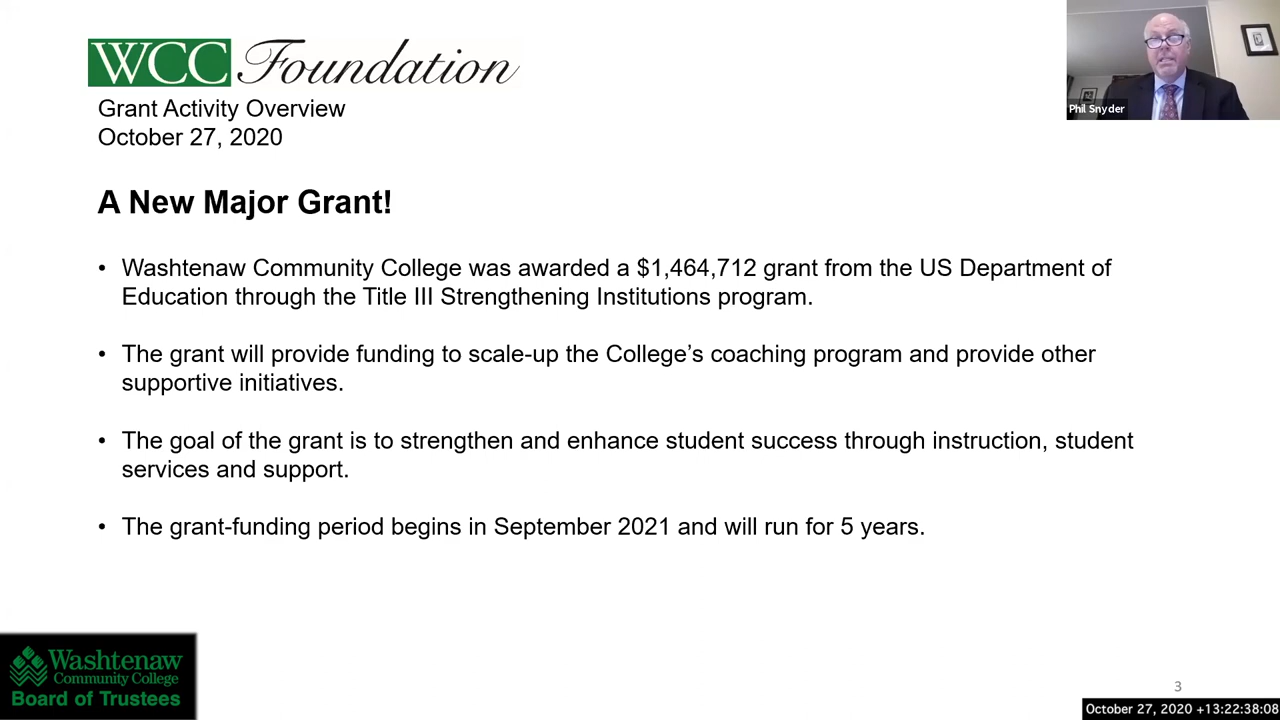 WCC Foundation
Grant Activity Overview
October 27, 2020
Phil Snyder
A New Major Grant!
• Washtenaw Community College was awarded a $1,464,712 grant from the US Department of
Education through the Title III Strengthening Institutions program.
• The grant will provide funding to scale-up the College’s coaching program and provide other
supportive initiatives.
• The goal of the grant is to strengthen and enhance student success through instruction, student
services and support.
• The grant-funding period begins in September 2021 and will run for 5 years.
Washtenaw
Community College
Board of Trustees
3
October 27, 2020 +13:22:38:08